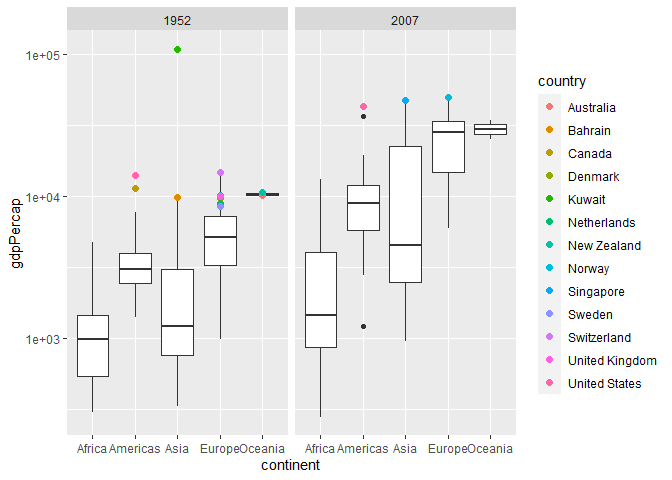 1952 2007
1e+05
1e+04
1e+03
gdpPercap
Africa Americas Asia Europe Oceania Africa Americas Asia Europe Oceania
continent
country
Australia
Bahrain
Canada
Denmark
Kuwait
Netherlands
New Zealand
Norway
Singapore
Sweden
Switzerland
United Kingdom
United States